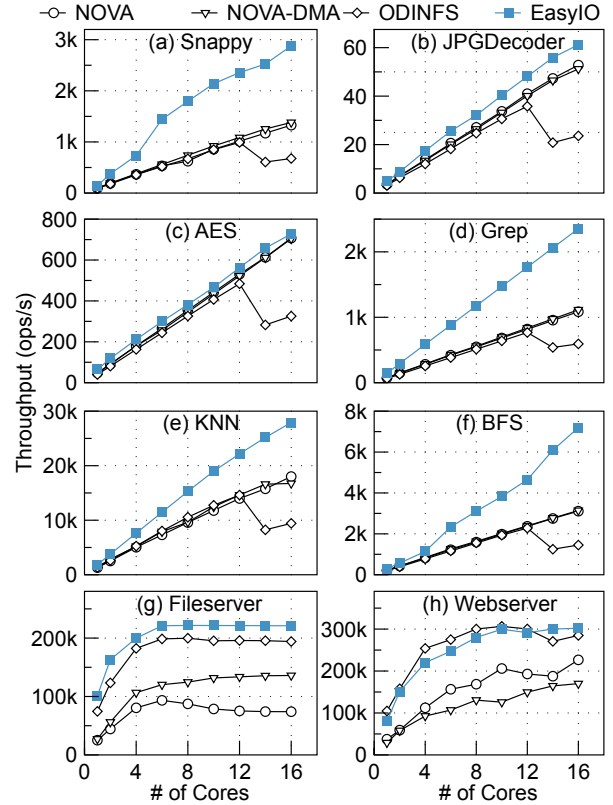 NOVA NOVA-DMA ODINFS EasyIO
(a) Snappy
3k
2k
1k
0
(b) JPGDecoder
60
40
20
0
(c) AES
800
600
400
200
0
(d) Grep
2k
1k
0
(e) KNN
30k
20k
10k
0
(f) BFS
8k
6k
4k
2k
0
(g) Fileserver
200k
100k
0
(h) Webserver
300k
200k
100k
0
Throughput (ops/s)
0 4 8 12 16
0 4 8 12 16
# of Cores
# of Cores